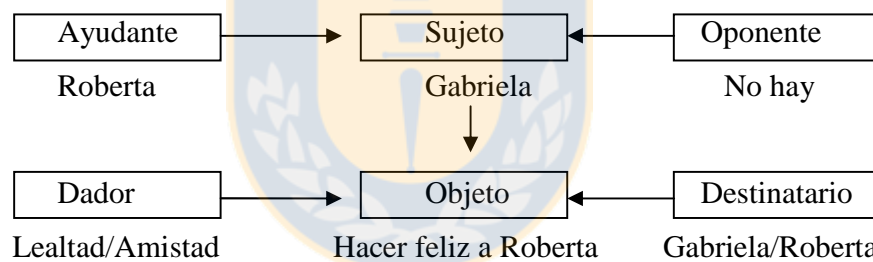 Ayudante Sujeto Oponente
Roberta Gabriela No hay
Dador Objeto Destinatario
Lealtad/Amistad Hacer feliz a Roberta Gabriela/Roberta